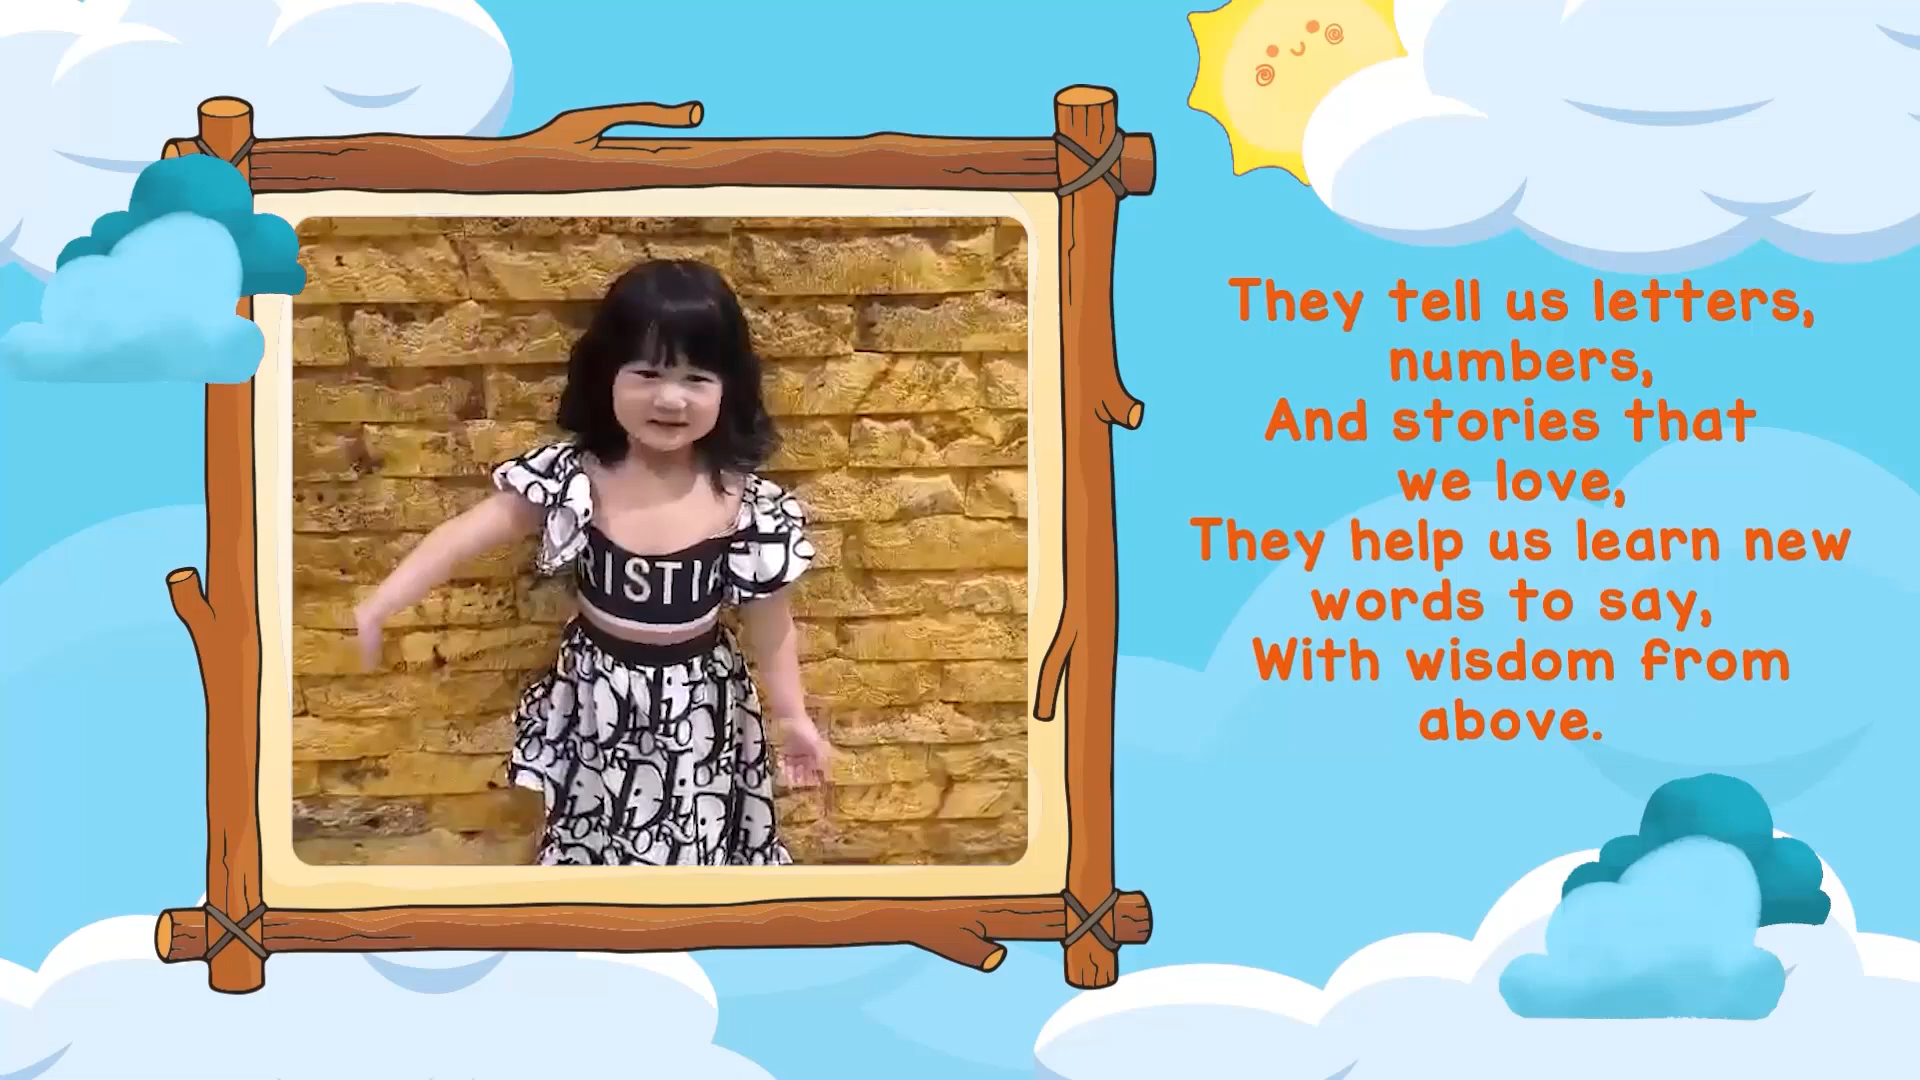 They tell us letters,
numbers,
And stories that
we love,
They help us learn new
words to say,
With wisdom from
above.
RISTIA